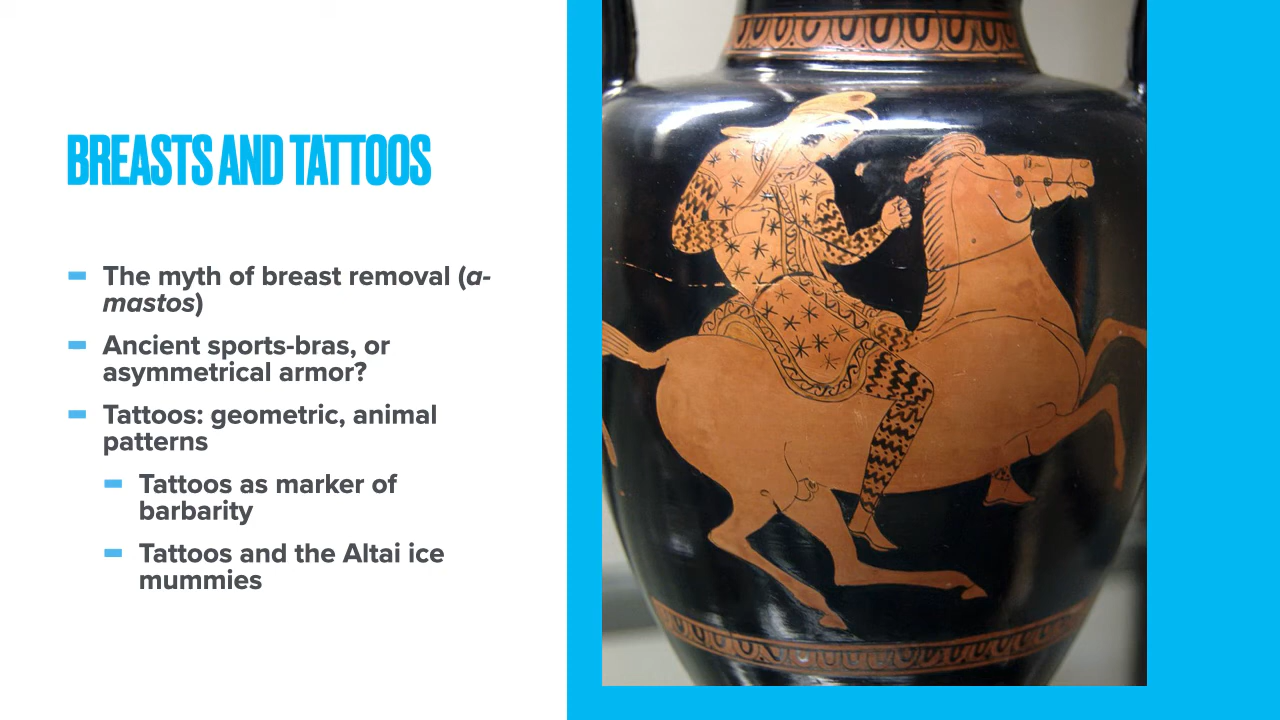 BREASTS AND TATTOOS
The myth of breast removal (a-
mastos)
Ancient sports-bras, or
asymmetrical armor?
Tattoos: geometric, animal
patterns
Tattoos as marker of
barbarity
Tattoos and the Altai ice
mummies